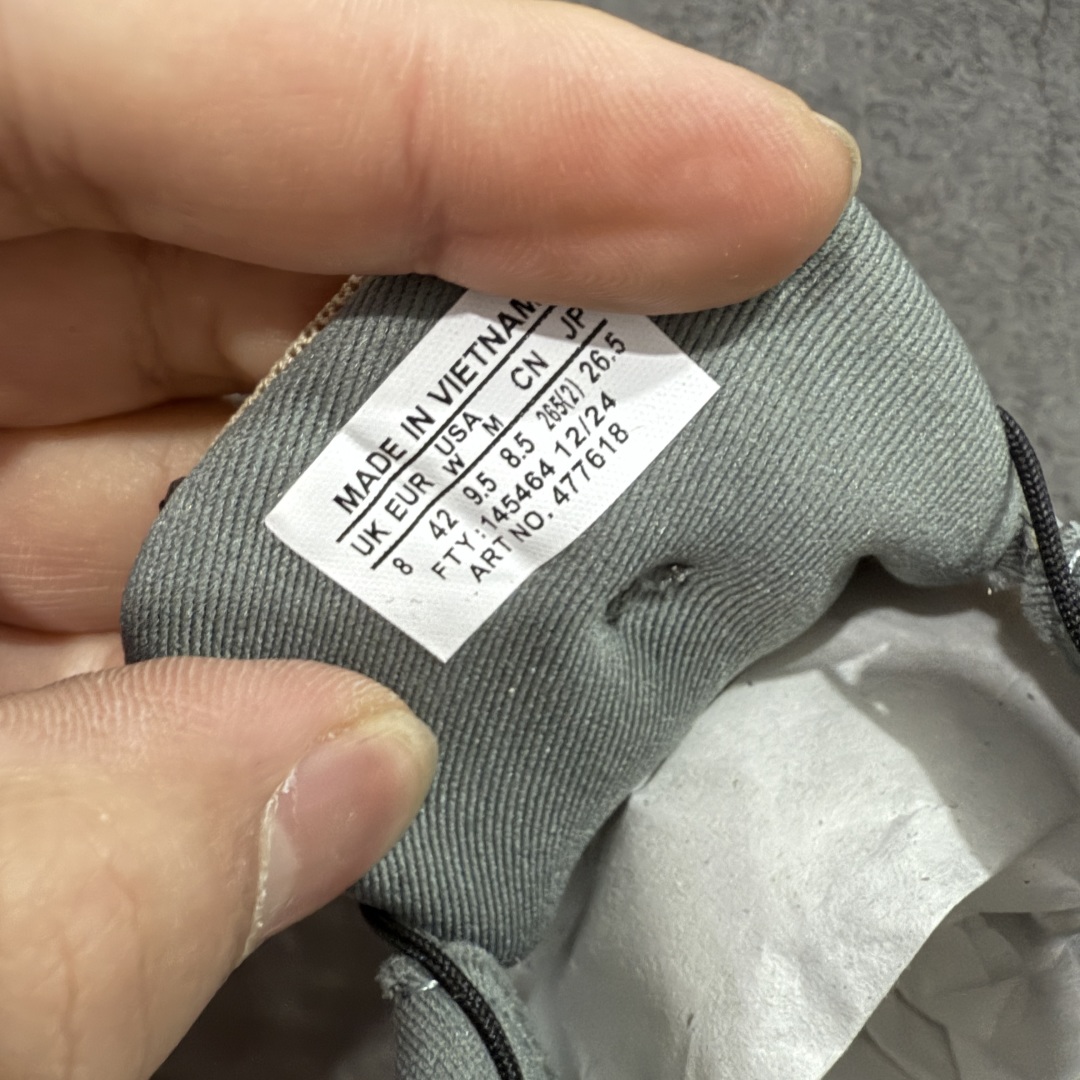 MADE IN VIETNAM
UK EUR USA CN JP
W M
8 42 9.5 8.5 265(2) 26.5
FTY:145464 12/24
ART NO. 477618